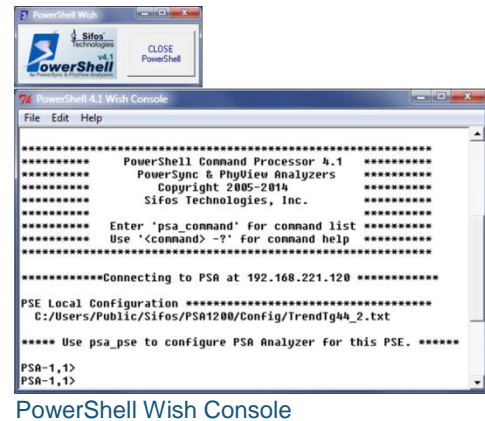 PowerShell Wish
Sifos
Technologies
v4.1
PowerShell
for PowerSync & PhyView Analyzers
CLOSE
PowerShell
PowerShell 4.1 Wish Console
File Edit Help
************************************************************
********** PowerShell Command Processor 4.1 **********
********** PowerSync & PhyView Analyzers **********
********** Copyright 2005-2014 **********
********** Sifos Technologies, Inc. **********
********** **********
********** Enter 'psa_command' for command list **********
********** Use '<command> -?' for command help **********
************************************************************
************Connecting to PSA at 192.168.221.120 ************
PSE Local Configuration ************************************
C:/Users/Public/Sifos/PSA1200/Config/TrendTg44_2.txt
***** Use psa_pse to configure PSA Analyzer for this PSE. ******
PSA-1,1>
PSA-1,1>
PowerShell Wish Console